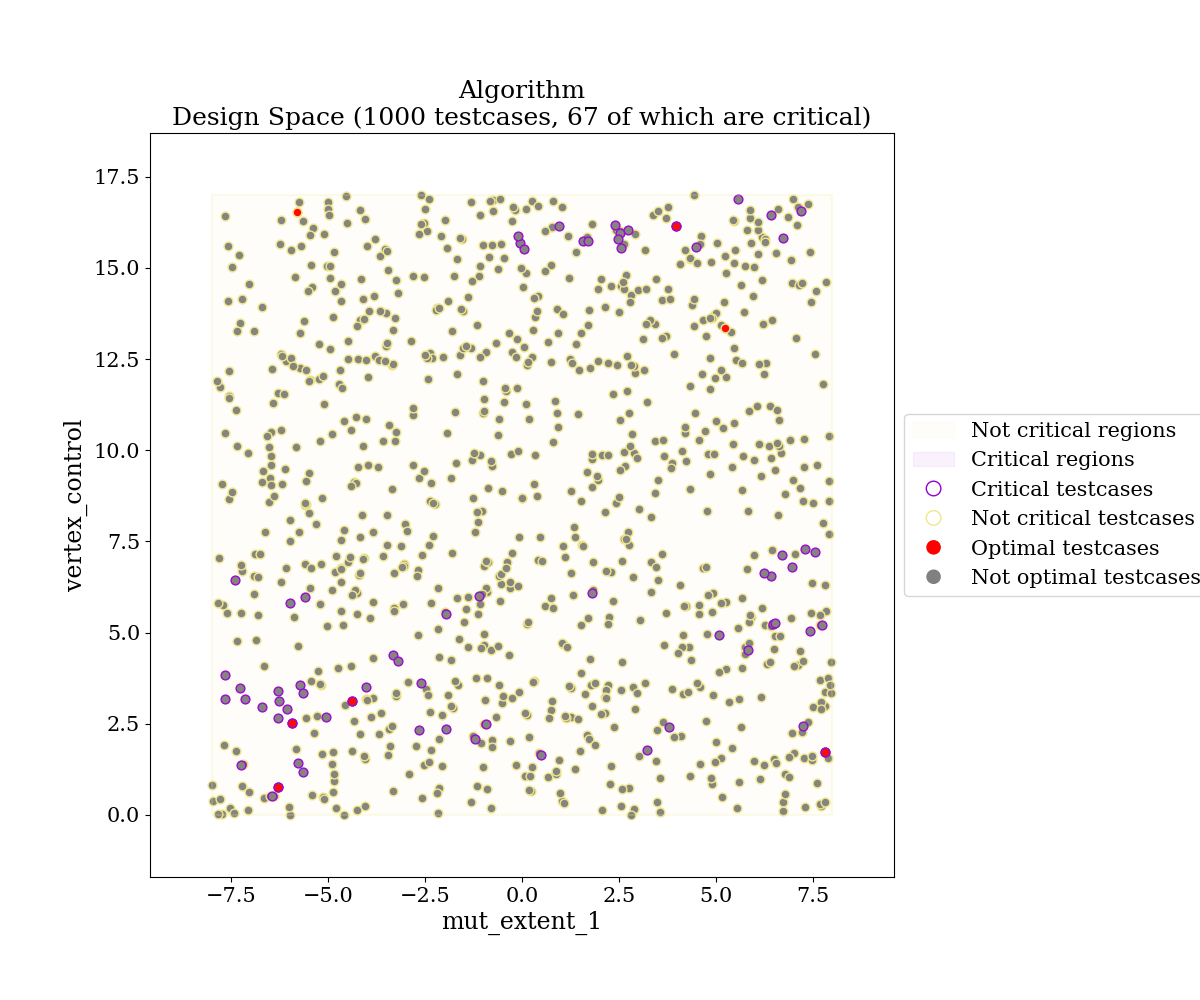 Algorithm
Design Space (1000 testcases, 67 of which are critical)
17.5
15.0
12.5
10.0
7.5
5.0
2.5
0.0
vertex_control
−7.5 −5.0 −2.5 0.0 2.5 5.0 7.5
mut_extent_1
Not critical regions
Critical regions
Critical testcases
Not critical testcases
Optimal testcases
Not optimal testcases